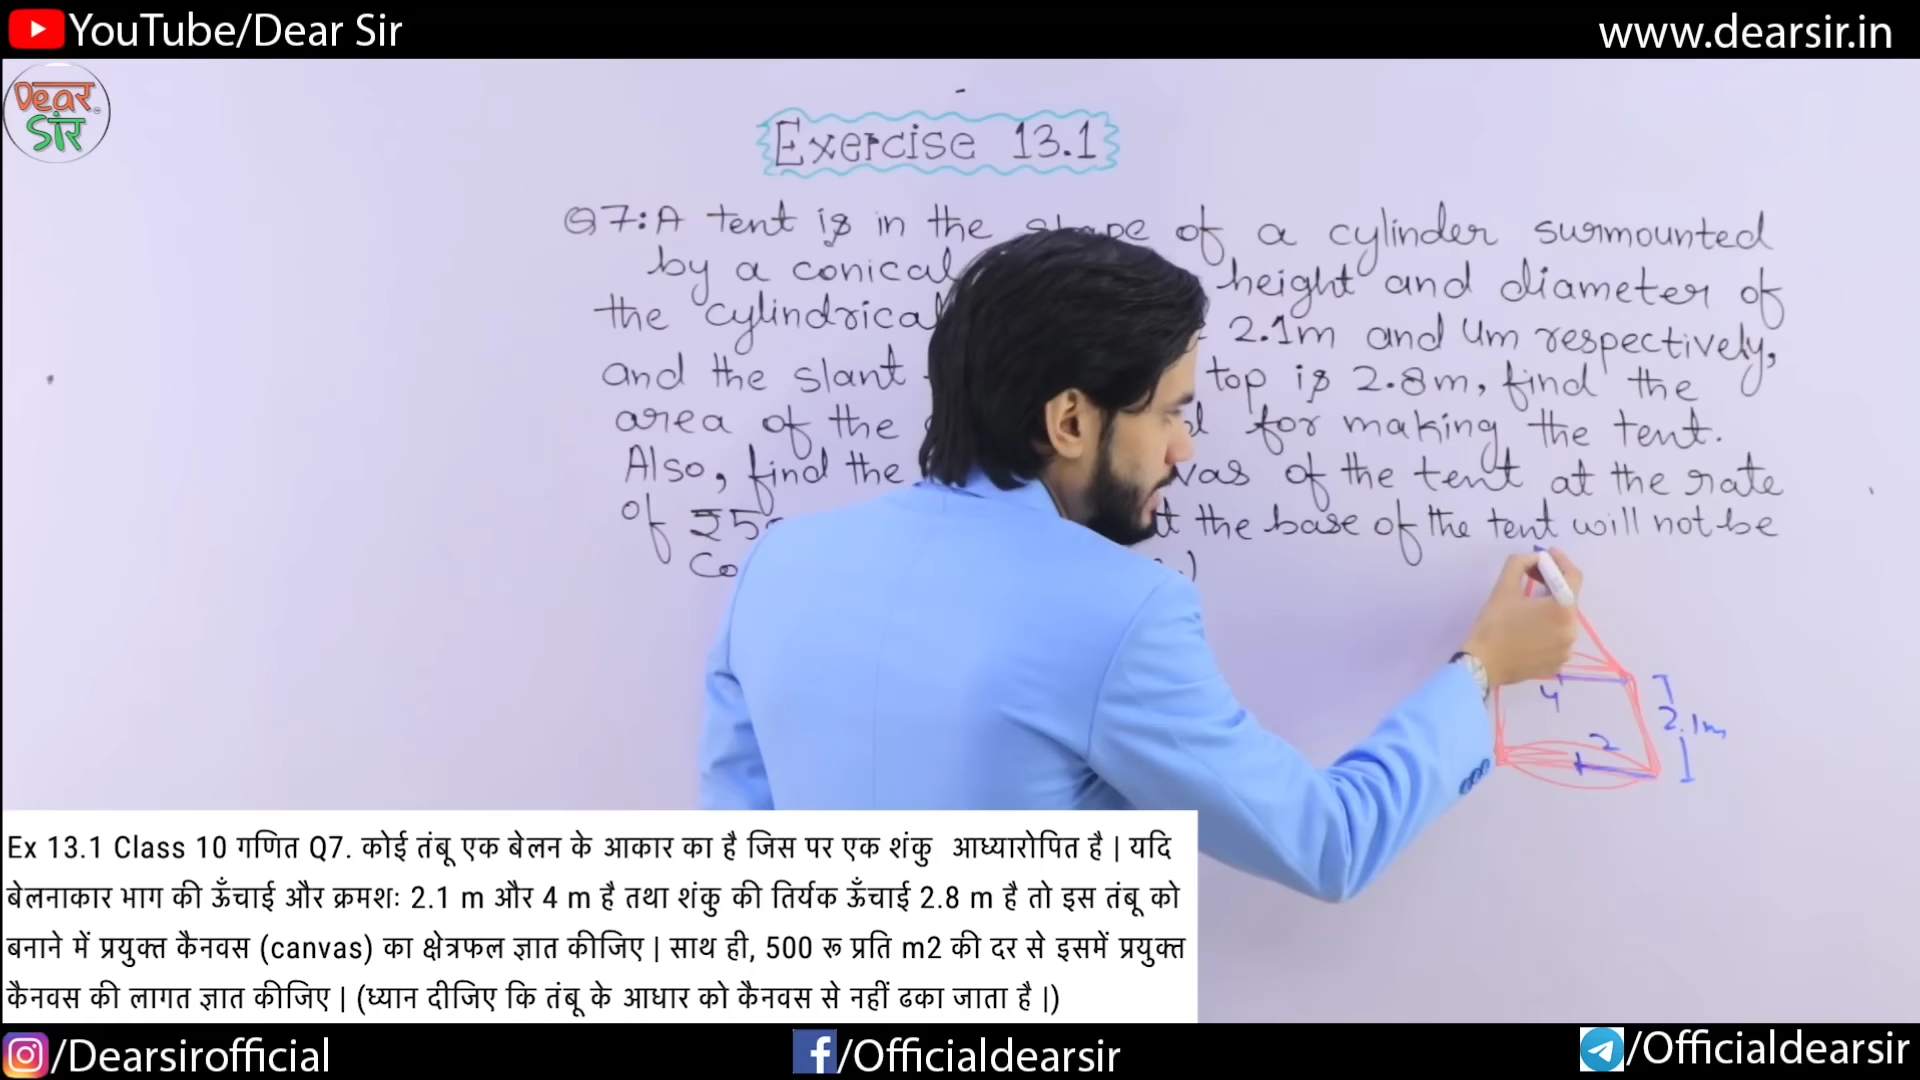 YouTube/Dear Sir
www.dearsir.in
Dear
Sir
Exercise 13.1
Q7: A tent is in the shape of a cylinder surmounted
by a conical height and diameter of
the cylindrical 2.1m and 4m respectively,
and the slant top is 2.8m, find the
area of the for making the tent.
Also, find the of the tent at the rate
of ₹5 the base of the tent will not be
4
2.1m
2
Ex 13.1 Class 10 गणित Q7. कोई तंबू एक बेलन के आकार का है जिस पर एक शंकु आध्यारोपित है | यदि
बेलनाकार भाग की ऊँचाई और क्रमशः 2.1 m और 4 m है तथा शंकु की तिर्यक ऊँचाई 2.8 m है तो इस तंबू को
बनाने में प्रयुक्त कैनवस (canvas) का क्षेत्रफल ज्ञात कीजिए | साथ ही, 500 रू प्रति m2 की दर से इसमें प्रयुक्त
कैनवस की लागत ज्ञात कीजिए | (ध्यान दीजिए कि तंबू के आधार को कैनवस से नहीं ढका जाता है |)
/Dearsirofficial
/Officialdearsir
/Officialdearsir